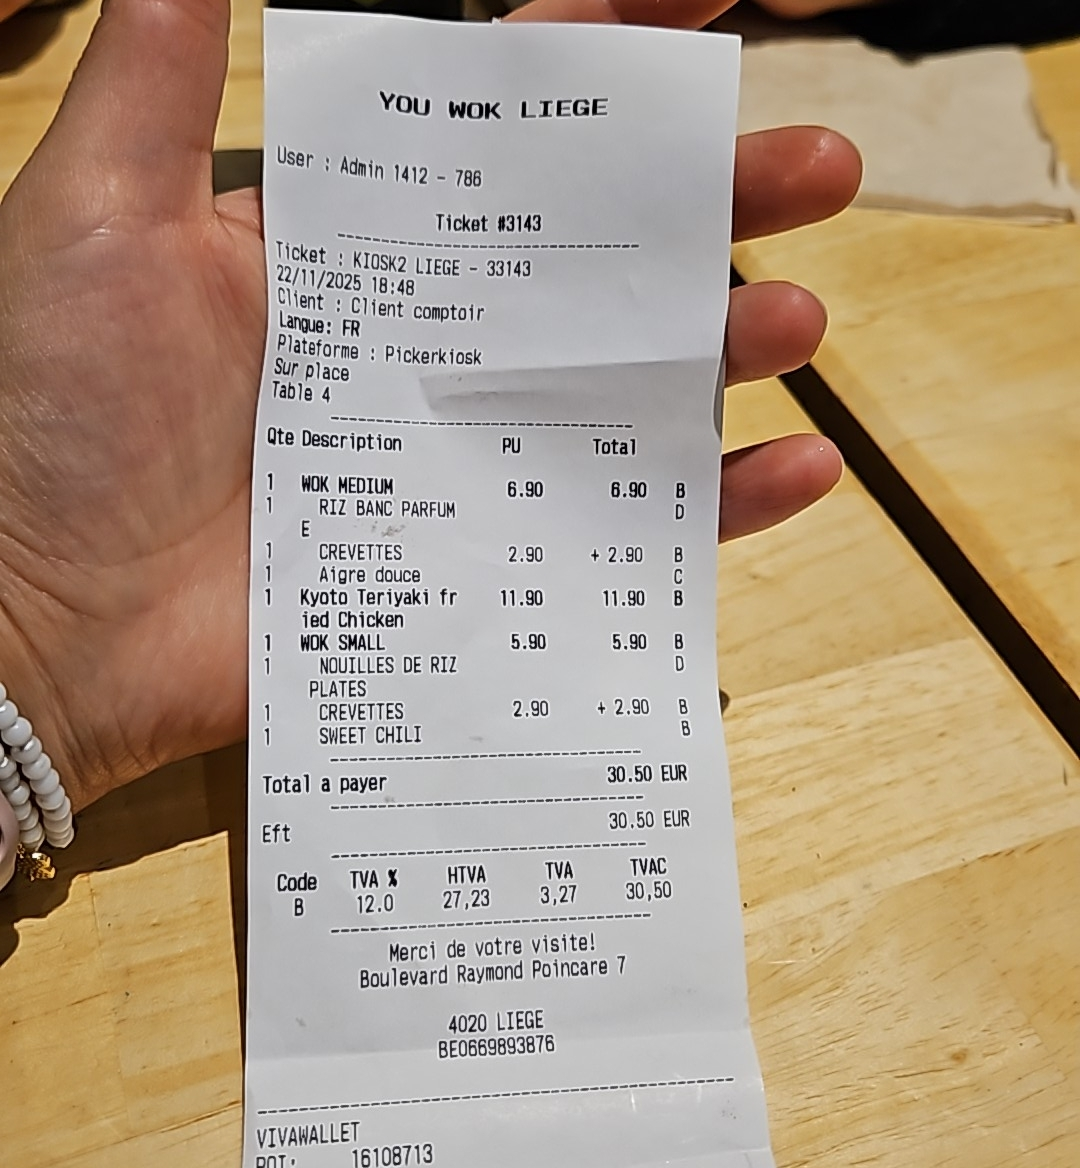 YOU WOK LIEGE
User : Admin 1412 - 786
Ticket #3143
Ticket : KIOSK2 LIEGE - 33143
22/11/2025 18:48
Client : Client comptoir
Langue: FR
Plateforme : Pickerkiosk
Sur place
Table 4
Qte Description PU Total
1 WOK MEDIUM 6.90 6.90 B
1 RIZ BANC PARFUM D
E
1 CREVETTES 2.90 + 2.90 B
1 Aigre douce C
1 Kyoto Teriyaki fr 11.90 11.90 B
ied Chicken
1 WOK SMALL 5.90 5.90 B
1 NOUILLES DE RIZ D
PLATES
1 CREVETTES 2.90 + 2.90 B
1 SWEET CHILI B
Total a payer 30.50 EUR
Eft 30.50 EUR
Code TVA % HTVA TVA TVAC
B 12.0 27,23 3,27 30,50
Merci de votre visite!
Boulevard Raymond Poincare 7
4020 LIEGE
BE0669893876
VIVAWALLET
16108713